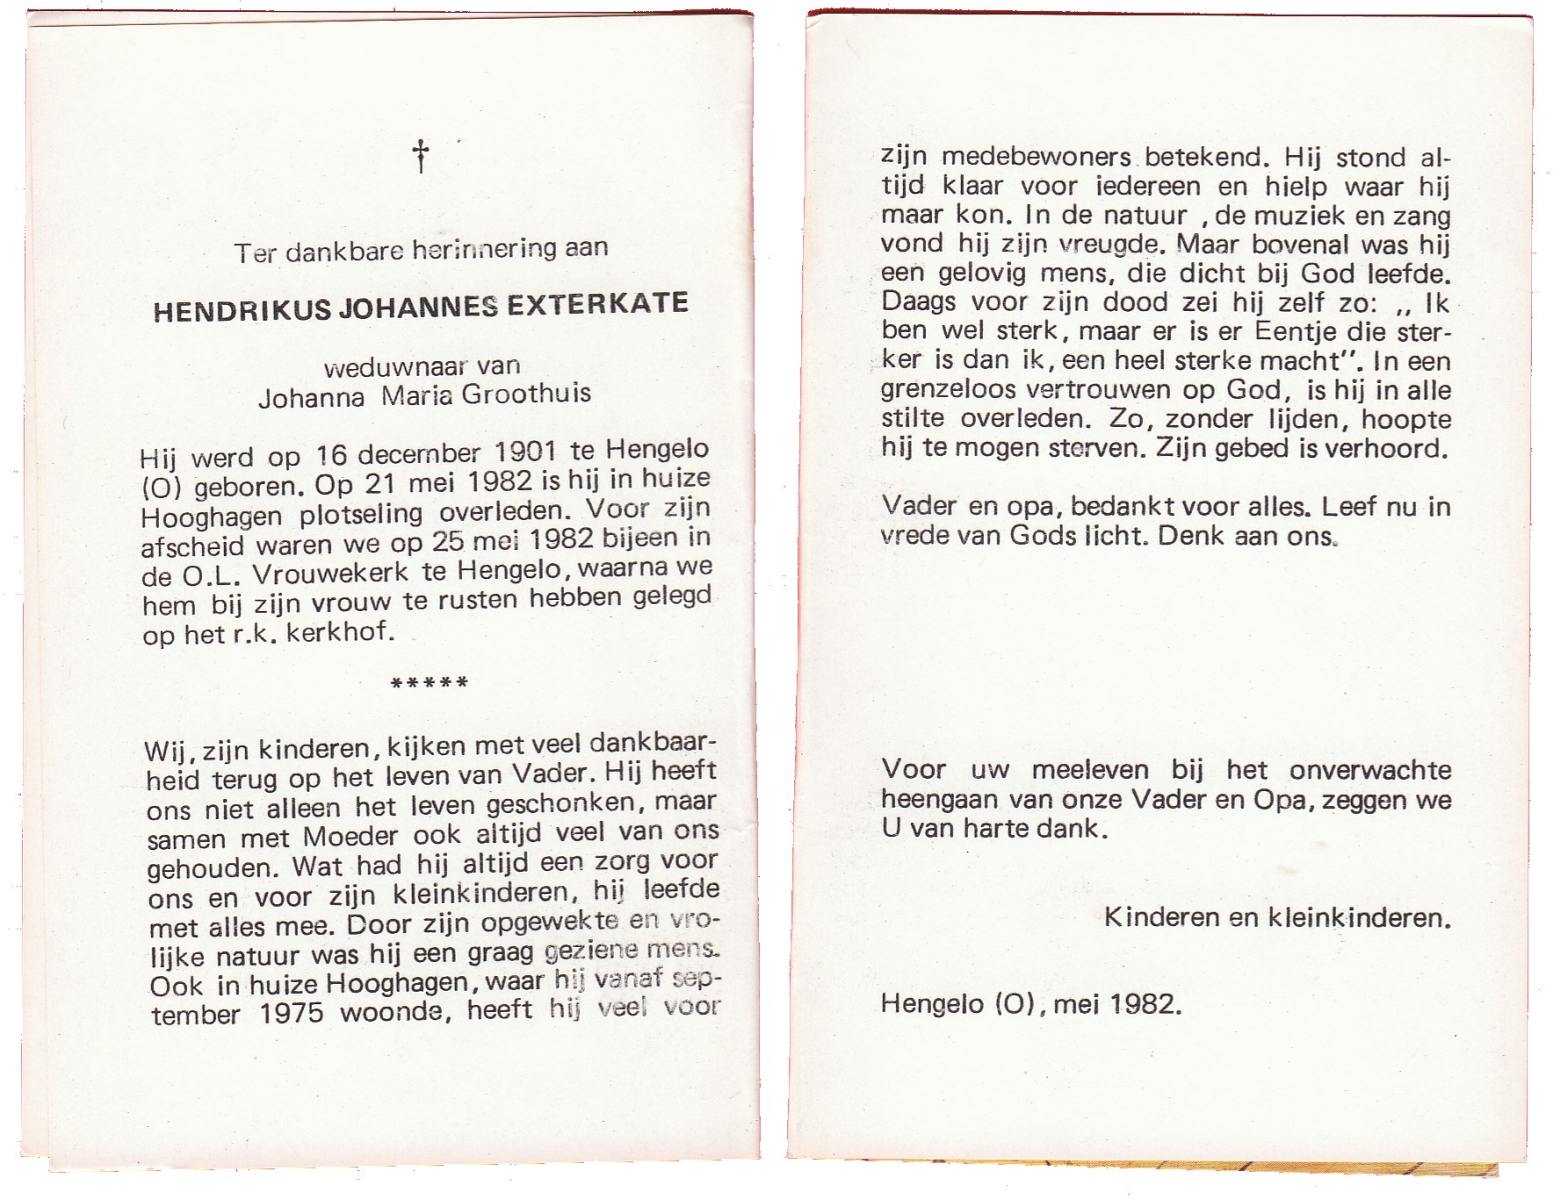 Ter dankbare herinnering aan
HENDRIKUS JOHANNES EXTERKATE
weduwnaar van
Johanna Maria Groothuis
Hij werd op 16 december 1901 te Hengelo
(O) geboren. Op 21 mei 1982 is hij in huize
Hooghagen plotseling overleden. Voor zijn
afscheid waren we op 25 mei 1982 bijeen in
de O.L. Vrouwekerk te Hengelo, waarna we
hem bij zijn vrouw te rusten hebben gelegd
op het r.k. kerkhof.
*****
Wij, zijn kinderen, kijken met veel dankbaar-
heid terug op het leven van Vader. Hij heeft
ons niet alleen het leven geschonken, maar
samen met Moeder ook altijd veel van ons
gehouden. Wat had hij altijd een zorg voor
ons en voor zijn kleinkinderen, hij leefde
met alles mee. Door zijn opgewekte en vro-
lijke natuur was hij een graag geziene mens.
Ook in huize Hooghagen, waar hij vanaf sep-
tember 1975 woonde, heeft hij veel voor
zijn medebewoners betekend. Hij stond al-
tijd klaar voor iedereen en hielp waar hij
maar kon. In de natuur , de muziek en zang
vond hij zijn vreugde. Maar bovenal was hij
een gelovig mens, die dicht bij God leefde.
Daags voor zijn dood zei hij zelf zo: ,, Ik
ben wel sterk, maar er is er Eentje die ster-
ker is dan ik, een heel sterke macht''. In een
grenzeloos vertrouwen op God, is hij in alle
stilte overleden. Zo, zonder lijden, hoopte
hij te mogen sterven. Zijn gebed is verhoord.
Vader en opa, bedankt voor alles. Leef nu in
vrede van Gods licht. Denk aan ons.
Voor uw meeleven bij het onverwachte
heengaan van onze Vader en Opa, zeggen we
U van harte dank.
Kinderen en kleinkinderen.
Hengelo (O), mei 1982.